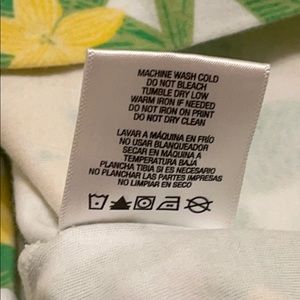 MACHINE WASH COLD
DO NOT BLEACH
TUMBLE DRY LOW
WARM IRON IF NEEDED
DO NOT IRON ON PRINT
DO NOT DRY CLEAN
LAVAR A MÁQUINA EN FRÍO
NO USAR BLANQUEADOR
SECAR EN MÁQUINA A
TEMPERATURA BAJA
PLANCHA TIBIA SI ES NECESARIO
NO PLANCHAR LAS PARTES IMPRESAS
NO LIMPIAR EN SECO